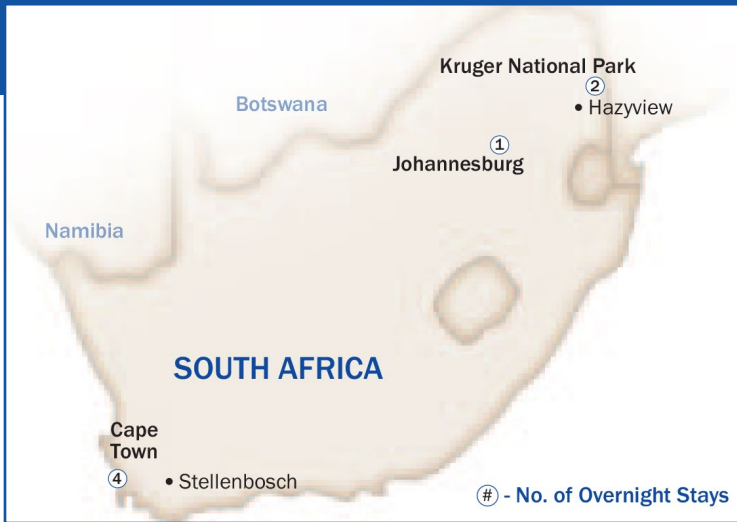 Kruger National Park
2
• Hazyview
Botswana
1
Johannesburg
Namibia
SOUTH AFRICA
Cape
Town
4
• Stellenbosch
# - No. of Overnight Stays